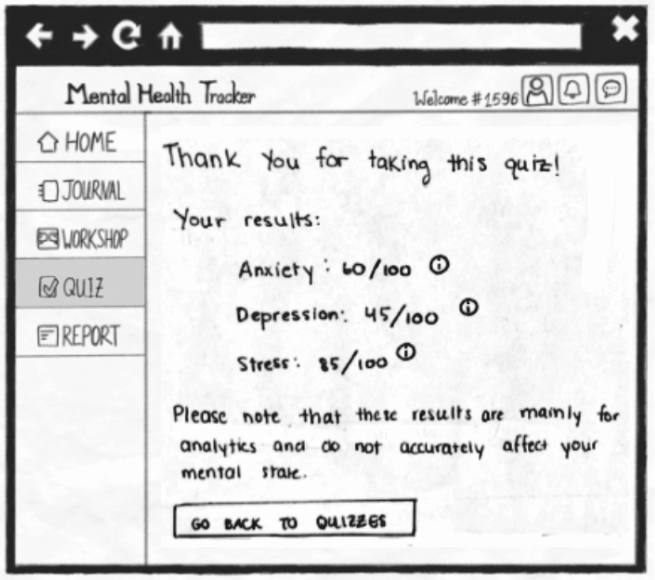 Mental Health Tracker
Welcome #1596
HOME
JOURNAL
WORKSHOP
QUIZ
REPORT
Thank you for taking this quiz!
Your results:
Anxiety: 60/100
Depression: 45/100
Stress: 85/100
Please note that these results are mainly for
analytics and do not accurately affect your
mental state.
GO BACK TO QUIZZES